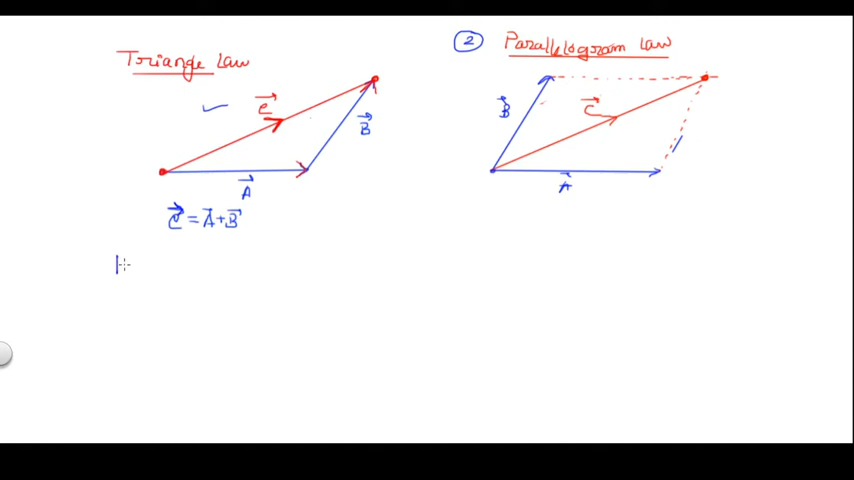 Triangle Law
C⃗
B⃗
A⃗
C⃗ = A⃗ + B⃗
2 Parallelogram Law
B⃗
C⃗
A⃗